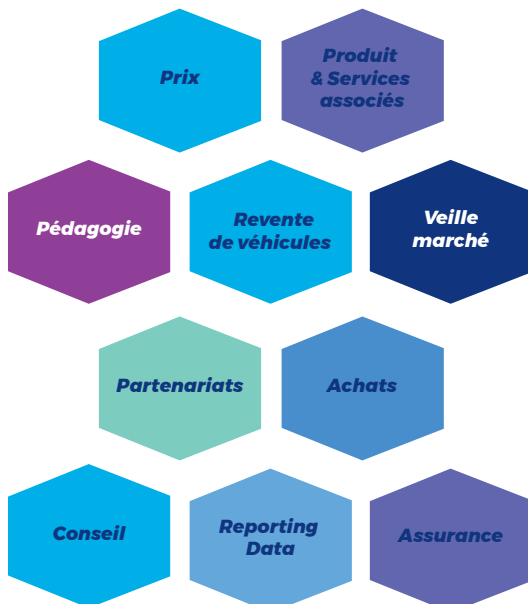 Prix
Produit
& Services
associés
Pédagogie
Revente
de véhicules
Veille
marché
Partenariats
Achats
Conseil
Reporting
Data
Assurance